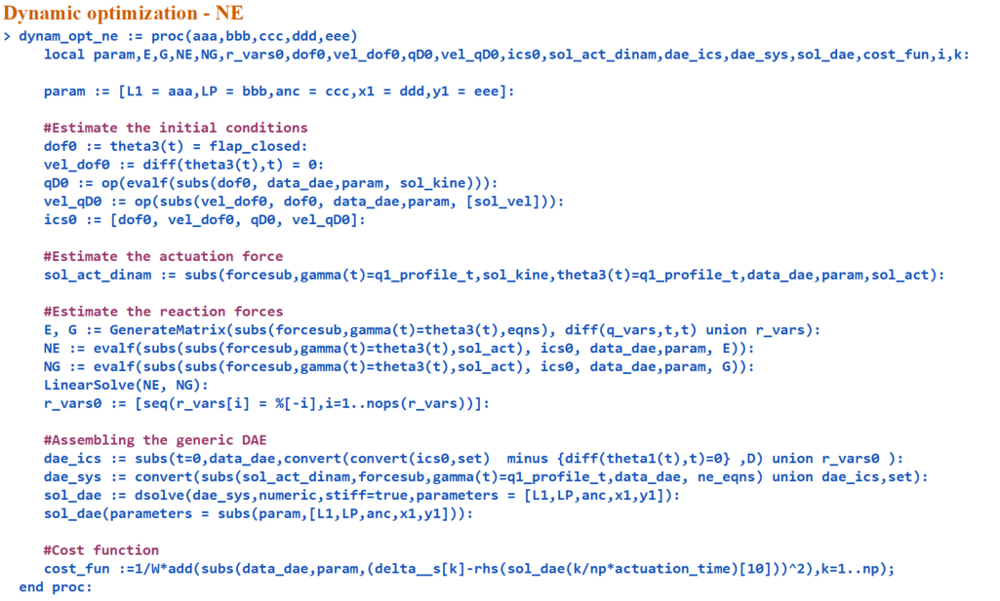 Dynamic optimization - NE
> dynam_opt_ne := proc(aaa,bbb,ccc,ddd,eee)
local param,E,G,NE,NG,r_vars0,dof0,vel_dof0,qD0,vel_qD0,ics0,sol_act_dinam,dae_ics,dae_sys,sol_dae,cost_fun,i,k:
param := [L1 = aaa,LP = bbb,anc = ccc,x1 = ddd,y1 = eee]:
#Estimate the initial conditions
dof0 := theta3(t) = flap_closed:
vel_dof0 := diff(theta3(t),t) = 0:
qD0 := op(evalf(subs(dof0, data_dae,param, sol_kine))):
vel_qD0 := op(subs(vel_dof0, dof0, data_dae,param, [sol_vel])):
ics0 := [dof0, vel_dof0, qD0, vel_qD0]:
#Estimate the actuation force
sol_act_dinam := subs(forcesub,gamma(t)=q1_profile_t,sol_kine,theta3(t)=q1_profile_t,data_dae,param,sol_act):
#Estimate the reaction forces
E, G := GenerateMatrix(subs(forcesub,gamma(t)=theta3(t),eqns), diff(q_vars,t,t) union r_vars):
NE := evalf(subs(subs(forcesub,gamma(t)=theta3(t),sol_act), ics0, data_dae,param, E)):
NG := evalf(subs(subs(forcesub,gamma(t)=theta3(t),sol_act), ics0, data_dae,param, G)):
LinearSolve(NE, NG):
r_vars0 := [seq(r_vars[i] = %[-i],i=1..nops(r_vars))]:
#Assembling the generic DAE
dae_ics := subs(t=0,data_dae,convert(convert(ics0,set)  minus {diff(theta1(t),t)=0} ,D) union r_vars0 ):
dae_sys := convert(subs(sol_act_dinam,forcesub,gamma(t)=q1_profile_t,data_dae, ne_eqns) union dae_ics,set):
sol_dae := dsolve(dae_sys,numeric,stiff=true,parameters = [L1,LP,anc,x1,y1]):
sol_dae(parameters = subs(param,[L1,LP,anc,x1,y1])):
#Cost function
cost_fun :=1/W*add(subs(data_dae,param,(delta__s[k]-rhs(sol_dae(k/np*actuation_time)[10]))^2),k=1..np);
end proc: